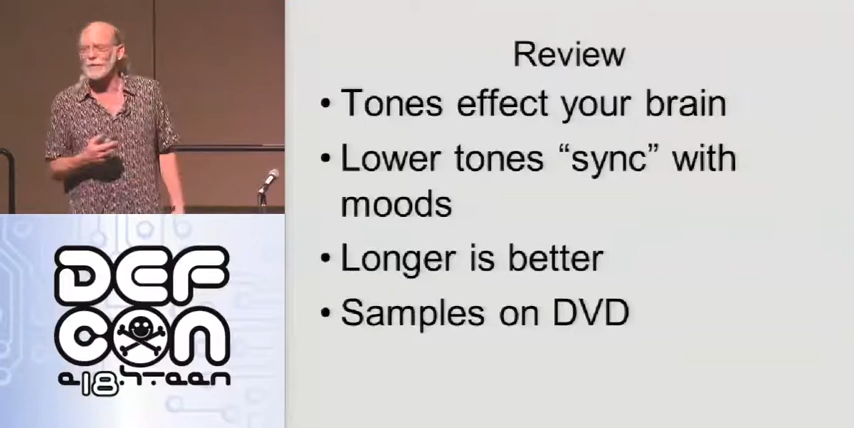 Review
• Tones effect your brain
• Lower tones “sync” with
moods
• Longer is better
• Samples on DVD
DEF
CON
e18hteen